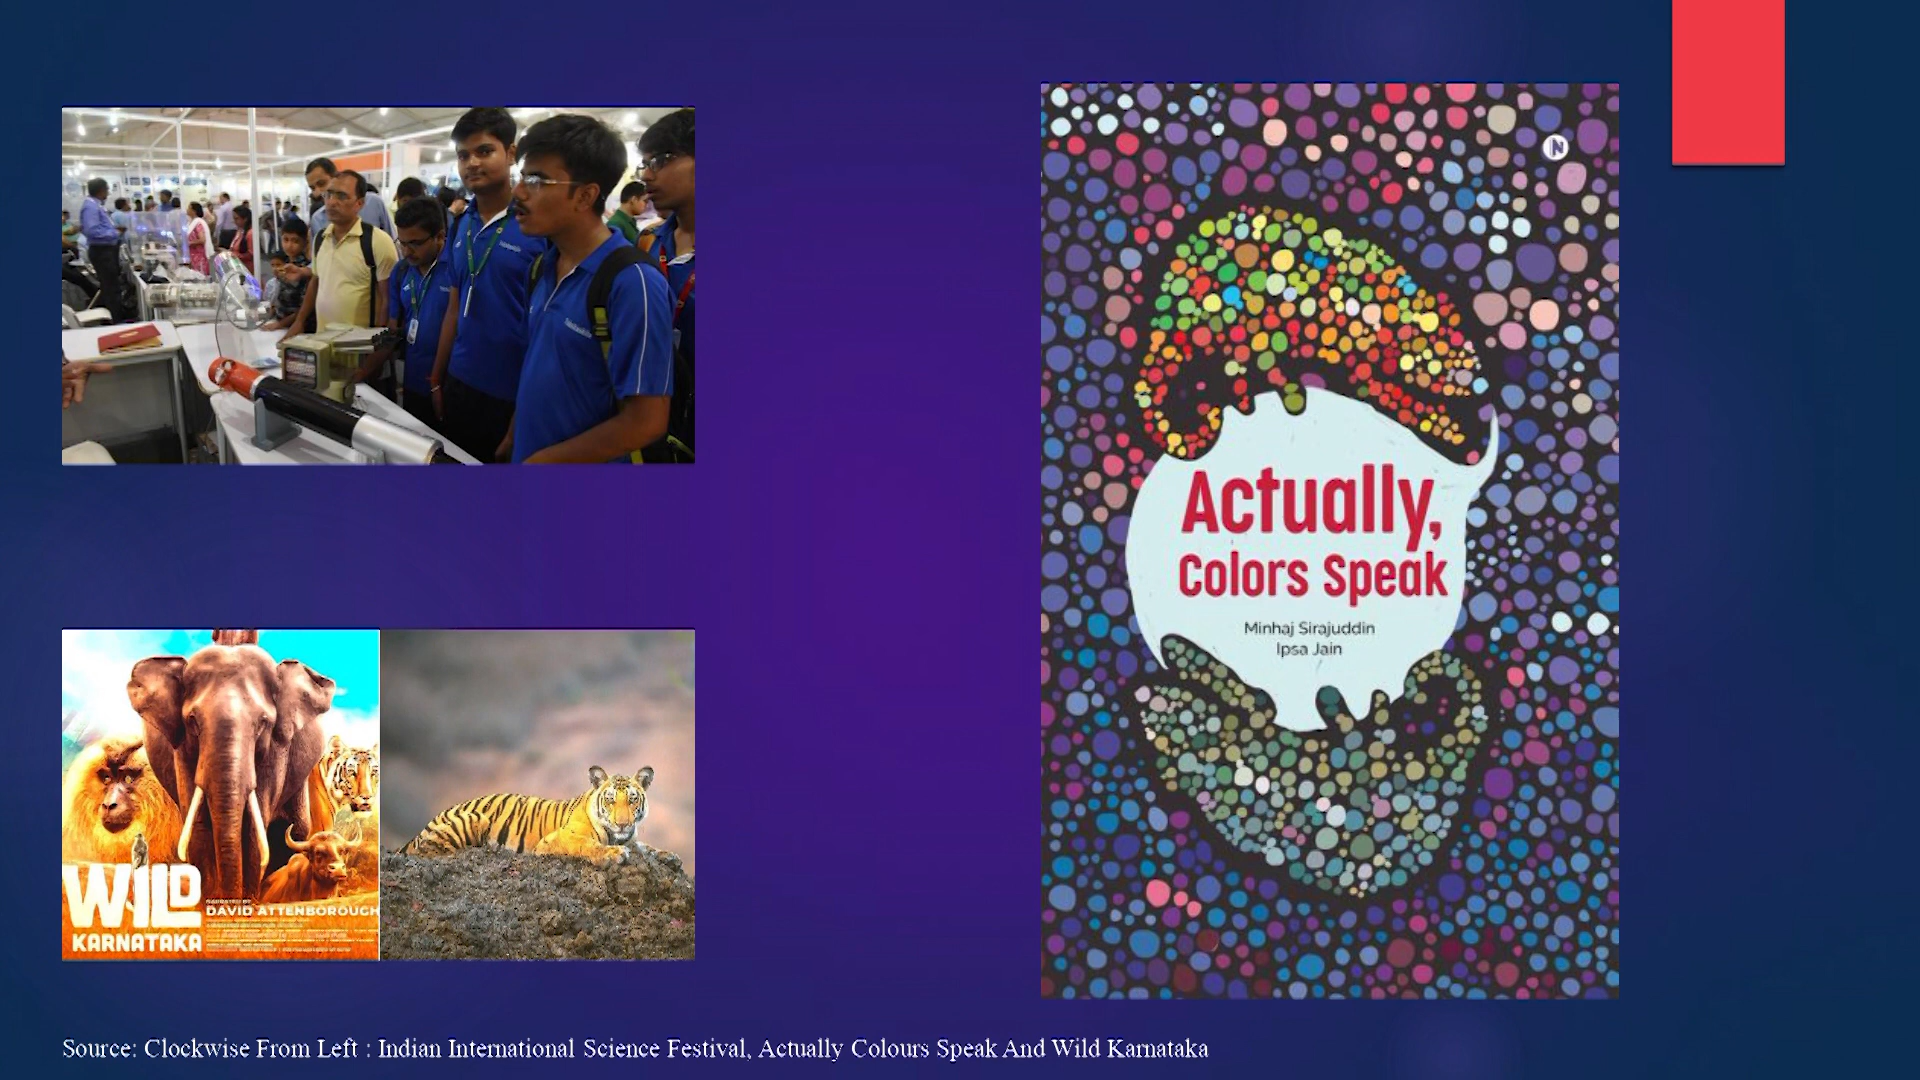 Actually,
Colors Speak
Minhaj Sirajuddin
Ipsa Jain
WILD
KARNATAKA
DAVID ATTENBOROUGH
Source: Clockwise From Left : Indian International Science Festival, Actually Colours Speak And Wild Karnataka